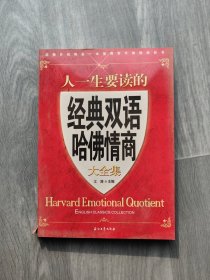 人一生要读的
经典双语
哈佛情商
大全集
Harvard Emotional Quotient
ENGLISH CLASSICS COLLECTION